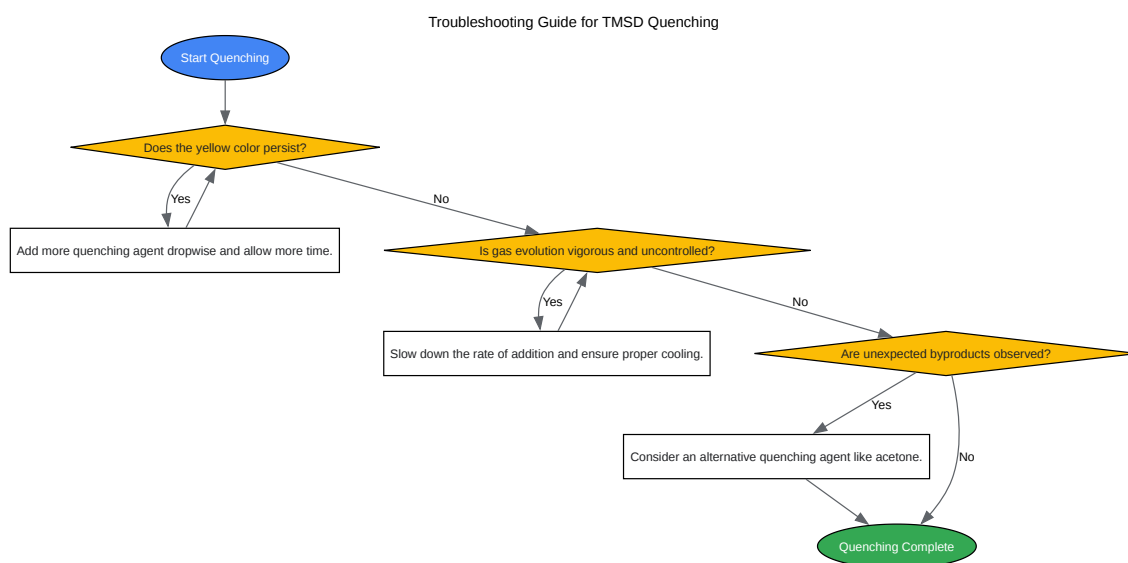 Troubleshooting Guide for TMSD Quenching
Start Quenching
Does the yellow color persist?
Yes
No
Add more quenching agent dropwise and allow more time.
Is gas evolution vigorous and uncontrolled?
Yes
No
Slow down the rate of addition and ensure proper cooling.
Are unexpected byproducts observed?
Yes
Consider an alternative quenching agent like acetone.
No
Quenching Complete